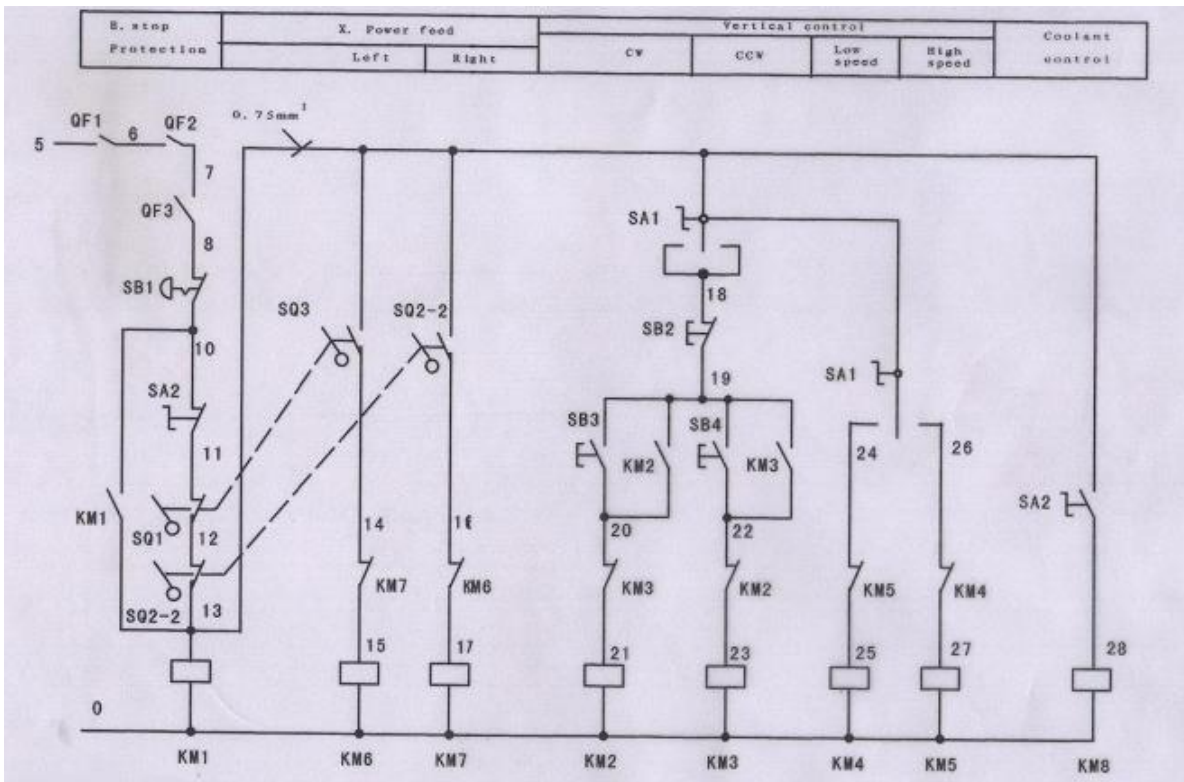 E. stop
Protection
X. Power feed
Left
Right
Vertical control
CW
CCW
Low
speed
High
speed
Coolant
control
QF1
6
QF2
0.75mm
5
7
QF3
8
SB1
10
SA2
11
KM1
SQ1
12
SQ2-2
13
SQ3
SQ2-2
14
16
KM7
KM6
15
17
SA1
18
SB2
19
SB3
KM2
SB4
KM3
20
22
KM3
KM2
21
23
SA1
24
26
KM5
KM4
25
27
SA2
28
0
KM1
KM6
KM7
KM2
KM3
KM4
KM5
KM8